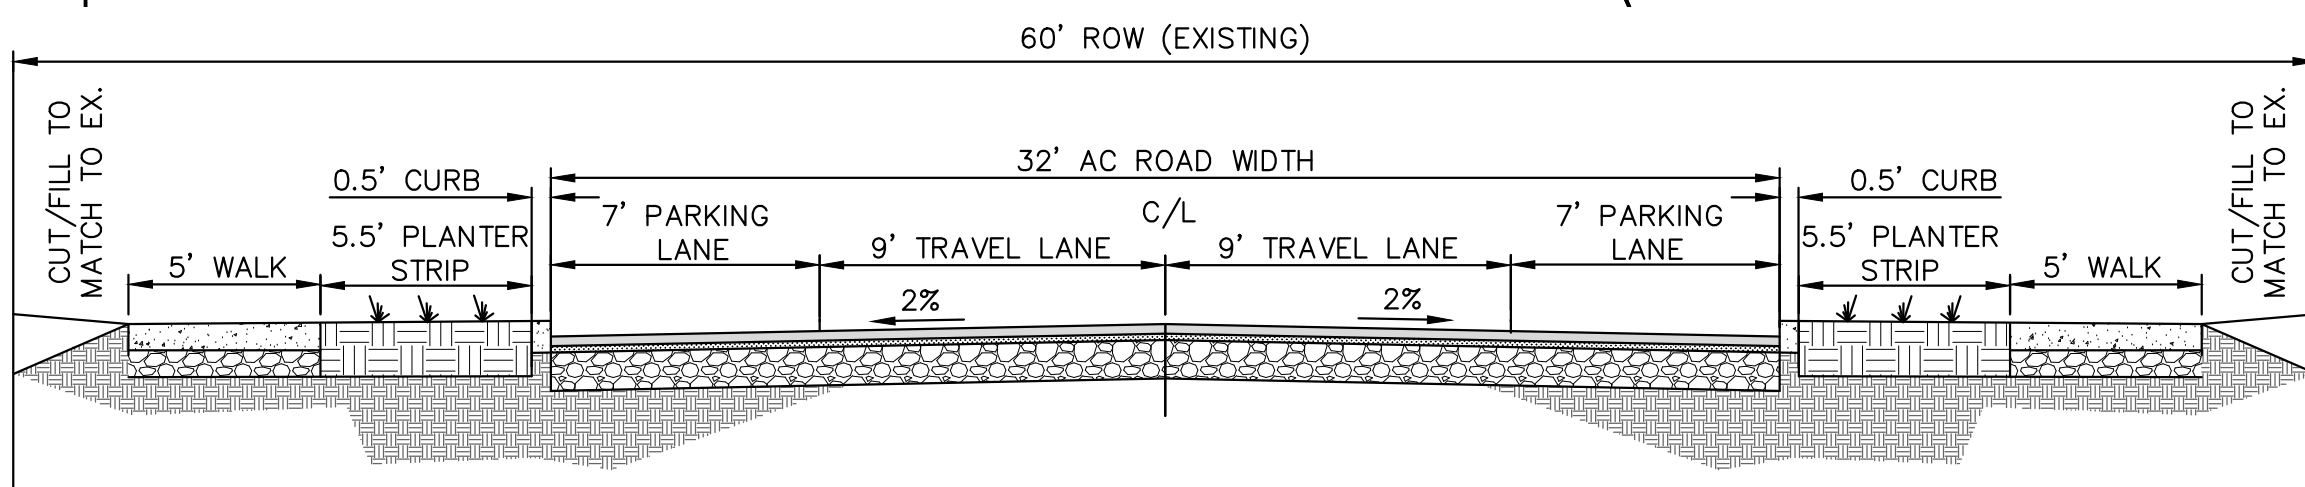 60' ROW (EXISTING)
CUT/FILL TO
MATCH TO EX.
CUT/FILL TO
MATCH TO EX.
32' AC ROAD WIDTH
0.5' CURB
0.5' CURB
7' PARKING
LANE
C/L
7' PARKING
LANE
5.5' PLANTER
STRIP
9' TRAVEL LANE
9' TRAVEL LANE
5.5' PLANTER
STRIP
5' WALK
5' WALK
2%
2%